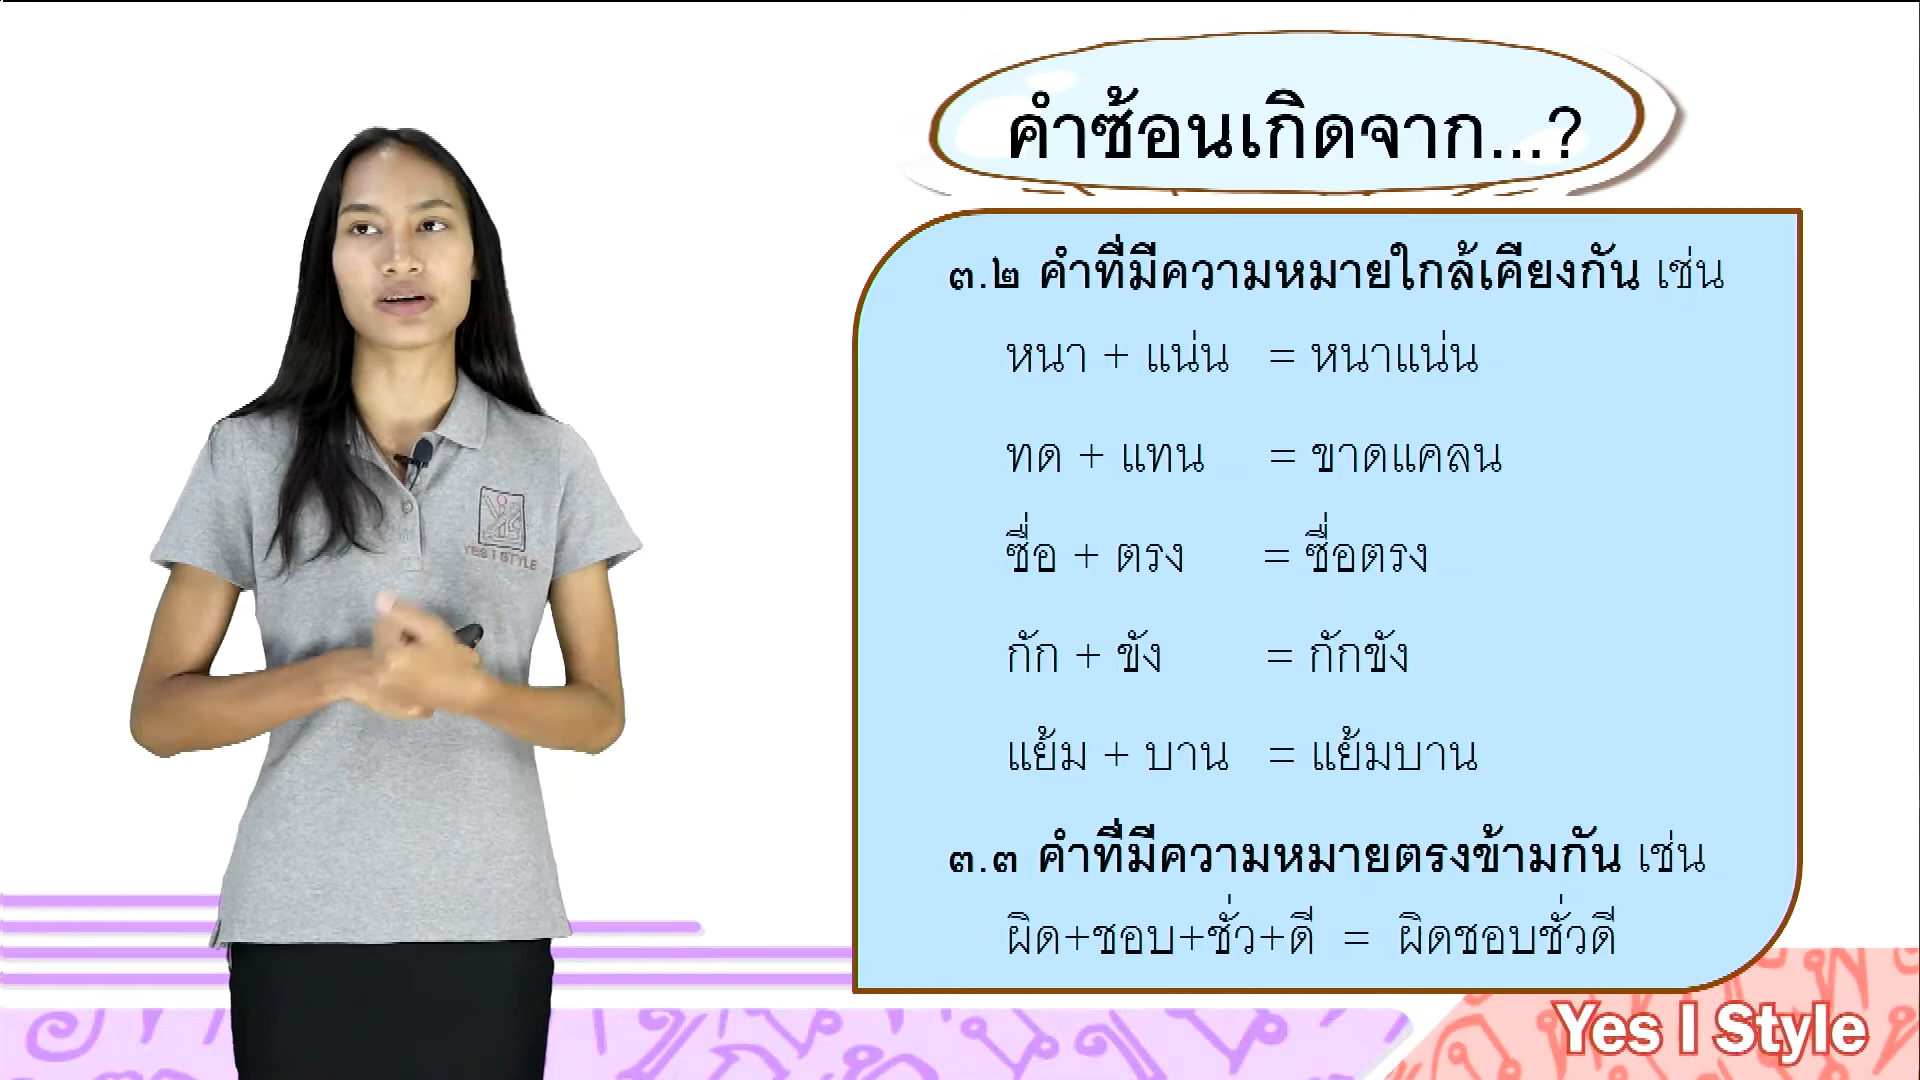 คำซ้อนเกิดจาก...?
๓.๒ คำที่มีความหมายใกล้เคียงกัน เช่น
หนา + แน่น = หนาแน่น
ทด + แทน = ขาดแคลน
ซื่อ + ตรง = ซื่อตรง
กัก + ขัง = กักขัง
แย้ม + บาน = แย้มบาน
๓.๓ คำที่มีความหมายตรงข้ามกัน เช่น
ผิด+ชอบ+ชั่ว+ดี = ผิดชอบชั่วดี
YES I STYLE
Yes I Style